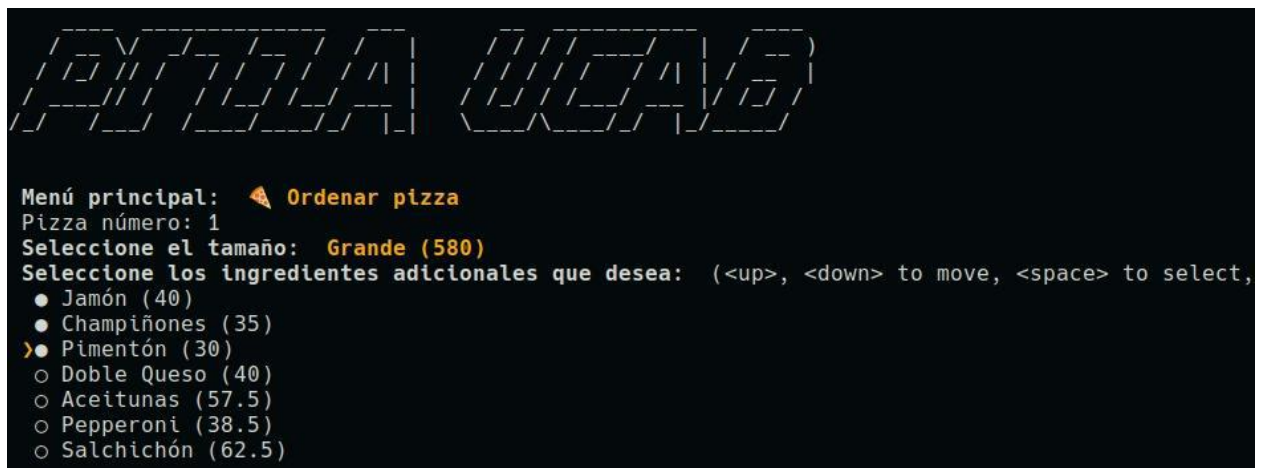 PIZZA UCAB
Menú principal: 🍕 Ordenar pizza
Pizza número: 1
Seleccione el tamaño: Grande (580)
Seleccione los ingredientes adicionales que desea: (<up>, <down> to move, <space> to select,
● Jamón (40)
● Champiñones (35)
❯● Pimentón (30)
○ Doble Queso (40)
○ Aceitunas (57.5)
○ Pepperoni (38.5)
○ Salchichón (62.5)